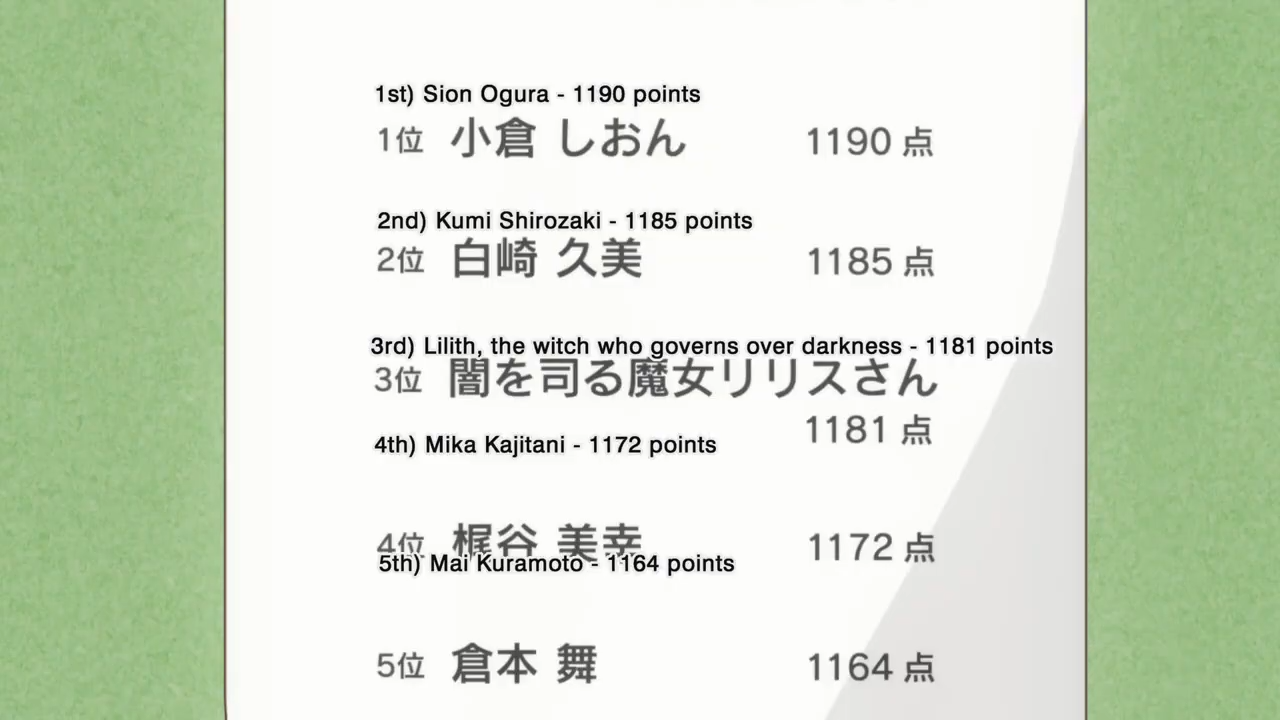 1st) Sion Ogura - 1190 points
1位 小倉 しおん 1190 点
2nd) Kumi Shirozaki - 1185 points
2位 白崎 久美 1185 点
3rd) Lilith, the witch who governs over darkness - 1181 points
3位 闇を司る魔女リリスさん
1181 点
4th) Mika Kajitani - 1172 points
4位 梶谷 美幸 1172 点
5th) Mai Kuramoto - 1164 points
5位 倉本 舞 1164 点